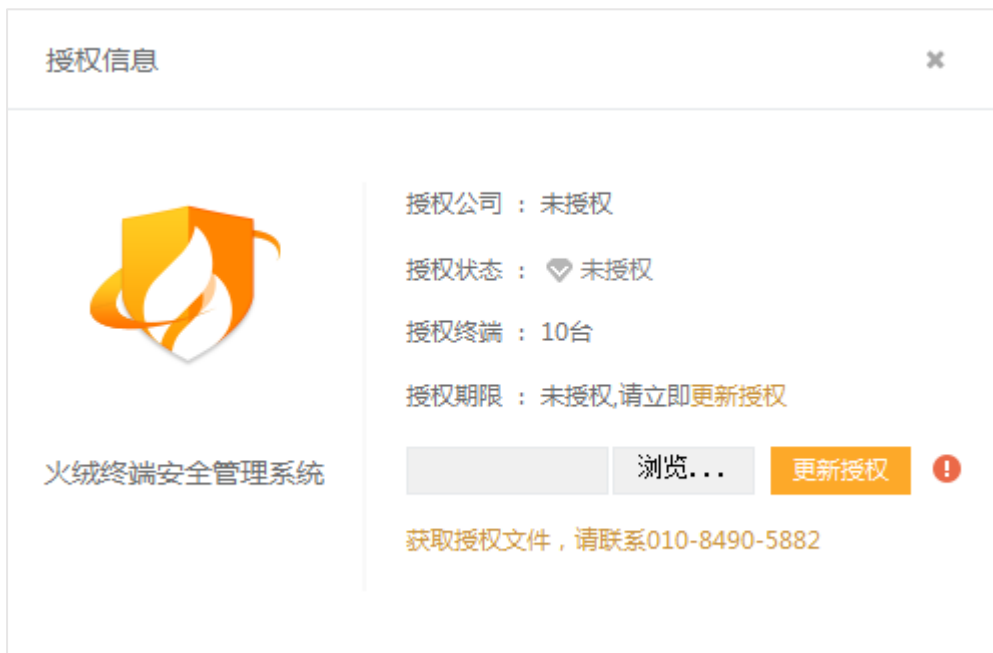 授权信息
授权公司 : 未授权
授权状态 : 未授权
授权终端 : 10台
授权期限 : 未授权,请立即更新授权
火绒终端安全管理系统
浏览... 更新授权
获取授权文件，请联系010-8490-5882